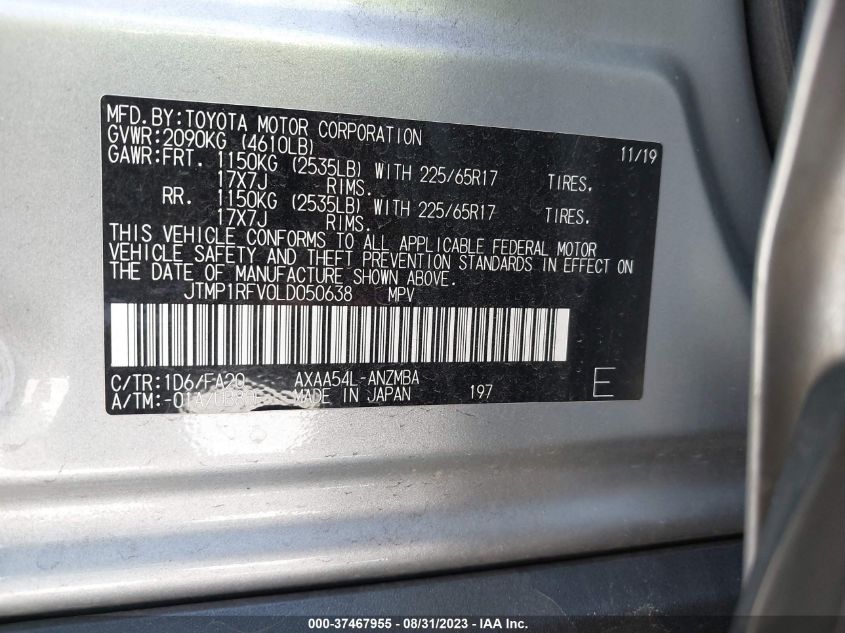 MFD.BY:TOYOTA MOTOR CORPORATION 11/19
GVWR:2090KG (4610LB)
GAWR:FRT. 1150KG (2535LB) WITH 225/65R17 TIRES.
17X7J RIMS.
RR. 1150KG (2535LB) WITH 225/65R17 TIRES.
17X7J RIMS.
THIS VEHICLE CONFORMS TO ALL APPLICABLE FEDERAL MOTOR
VEHICLE SAFETY AND THEFT PREVENTION STANDARDS IN EFFECT ON
THE DATE OF MANUFACTURE SHOWN ABOVE.
JTMP1RFV0LD050638 MPV
C/TR:1D6/FA20 AXAA54L-ANZMBA
A/TM:-01A/ MADE IN JAPAN 197 E
000-37467955 - 08/31/2023 - IAA Inc.